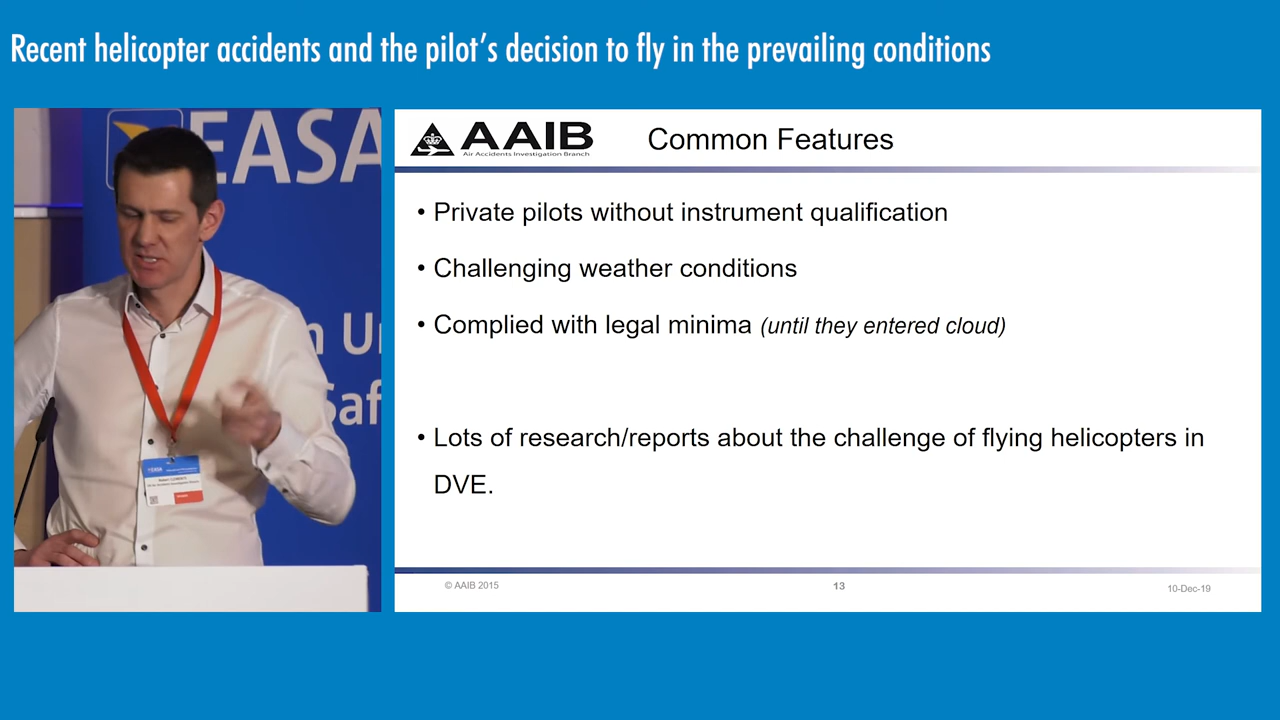 Recent helicopter accidents and the pilot's decision to fly in the prevailing conditions
EASA
AAIB
Air Accidents Investigation Branch
Common Features
• Private pilots without instrument qualification
• Challenging weather conditions
• Complied with legal minima (until they entered cloud)
• Lots of research/reports about the challenge of flying helicopters in
DVE.
© AAIB 2015
13
10-Dec-19
EASA